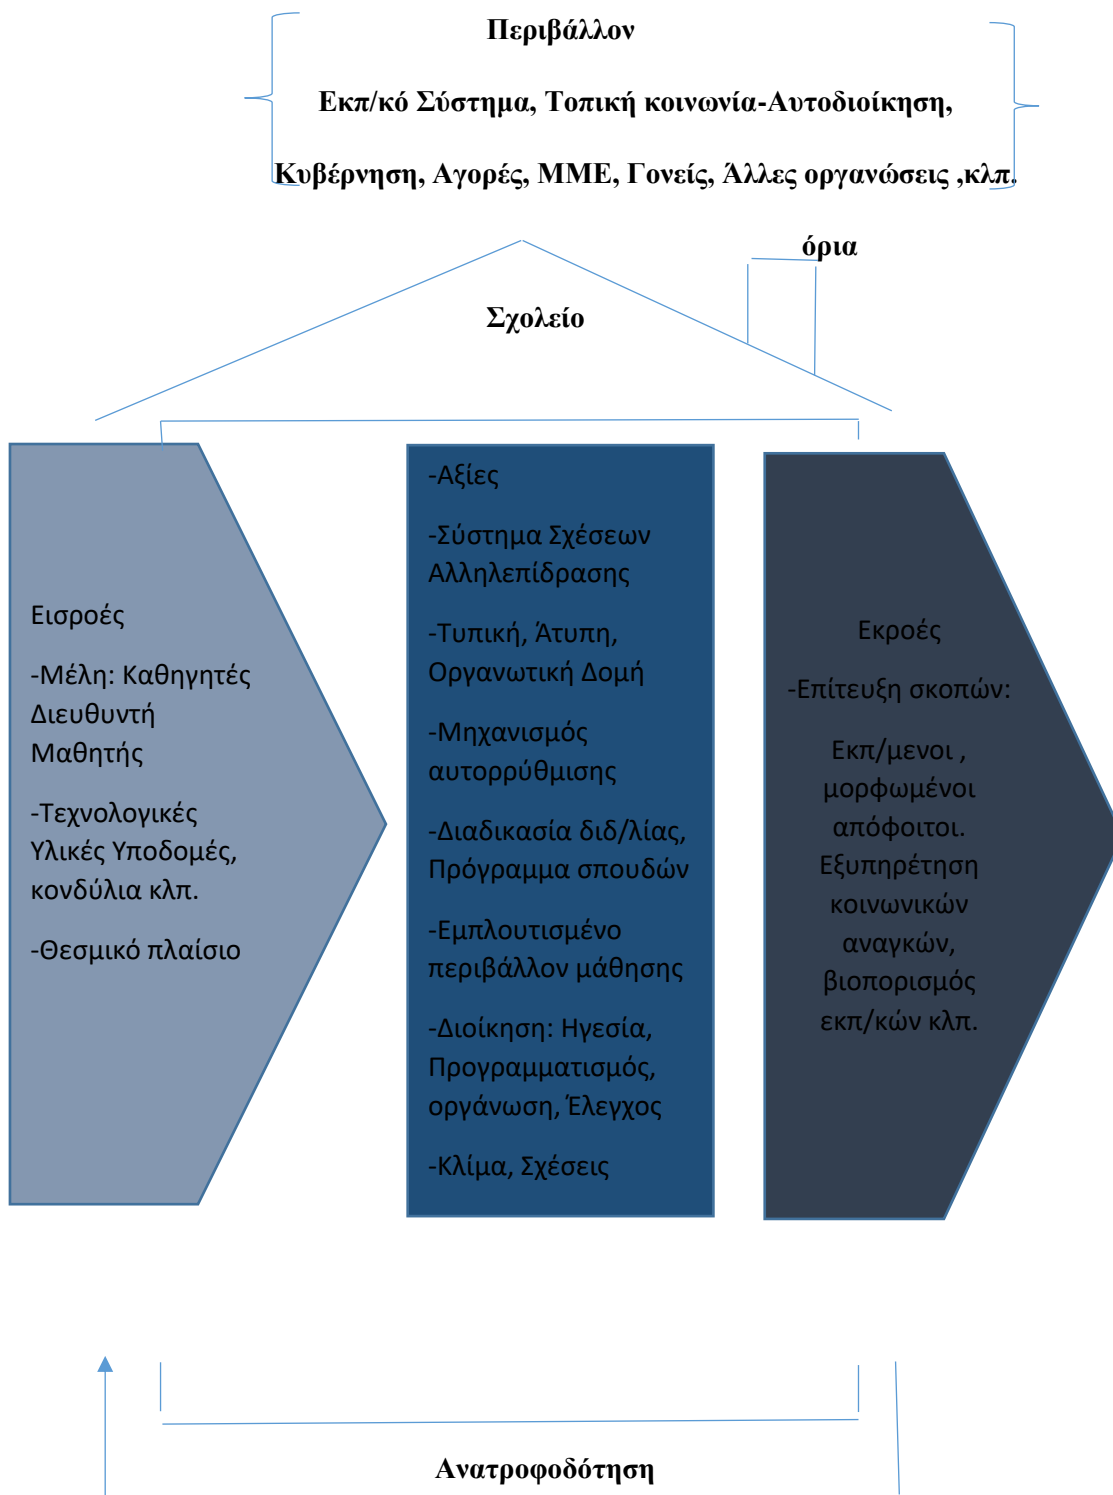 Περιβάλλον
Εκπ/κό Σύστημα, Τοπική κοινωνία-Αυτοδιοίκηση,
Κυβέρνηση, Αγορές, ΜΜΕ, Γονείς, Άλλες οργανώσεις ,κλπ.
όρια
Σχολείο
Εισροές
-Μέλη: Καθηγητές
Διευθυντή
Μαθητής
-Τεχνολογικές
Υλικές Υποδομές,
κονδύλια κλπ.
-Θεσμικό πλαίσιο
-Αξίες
-Σύστημα Σχέσεων
Αλληλεπίδρασης
-Τυπική, Άτυπη,
Οργανωτική Δομή
-Μηχανισμός
αυτορρύθμισης
-Διαδικασία διδ/λίας,
Πρόγραμμα σπουδών
-Εμπλουτισμένο
περιβάλλον μάθησης
-Διοίκηση: Ηγεσία,
Προγραμματισμός,
οργάνωση, Έλεγχος
-Κλίμα, Σχέσεις
Εκροές
-Επίτευξη σκοπών:
Εκπ/μενοι ,
μορφωμένοι
απόφοιτοι.
Εξυπηρέτηση
κοινωνικών
αναγκών,
βιοπορισμός
εκπ/κών κλπ.
Ανατροφοδότηση